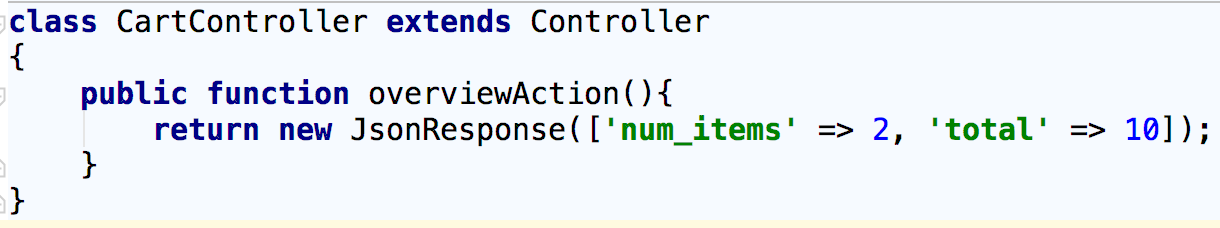 class CartController extends Controller
{
    public function overviewAction(){
        return new JsonResponse(['num_items' => 2, 'total' => 10]);
    }
}